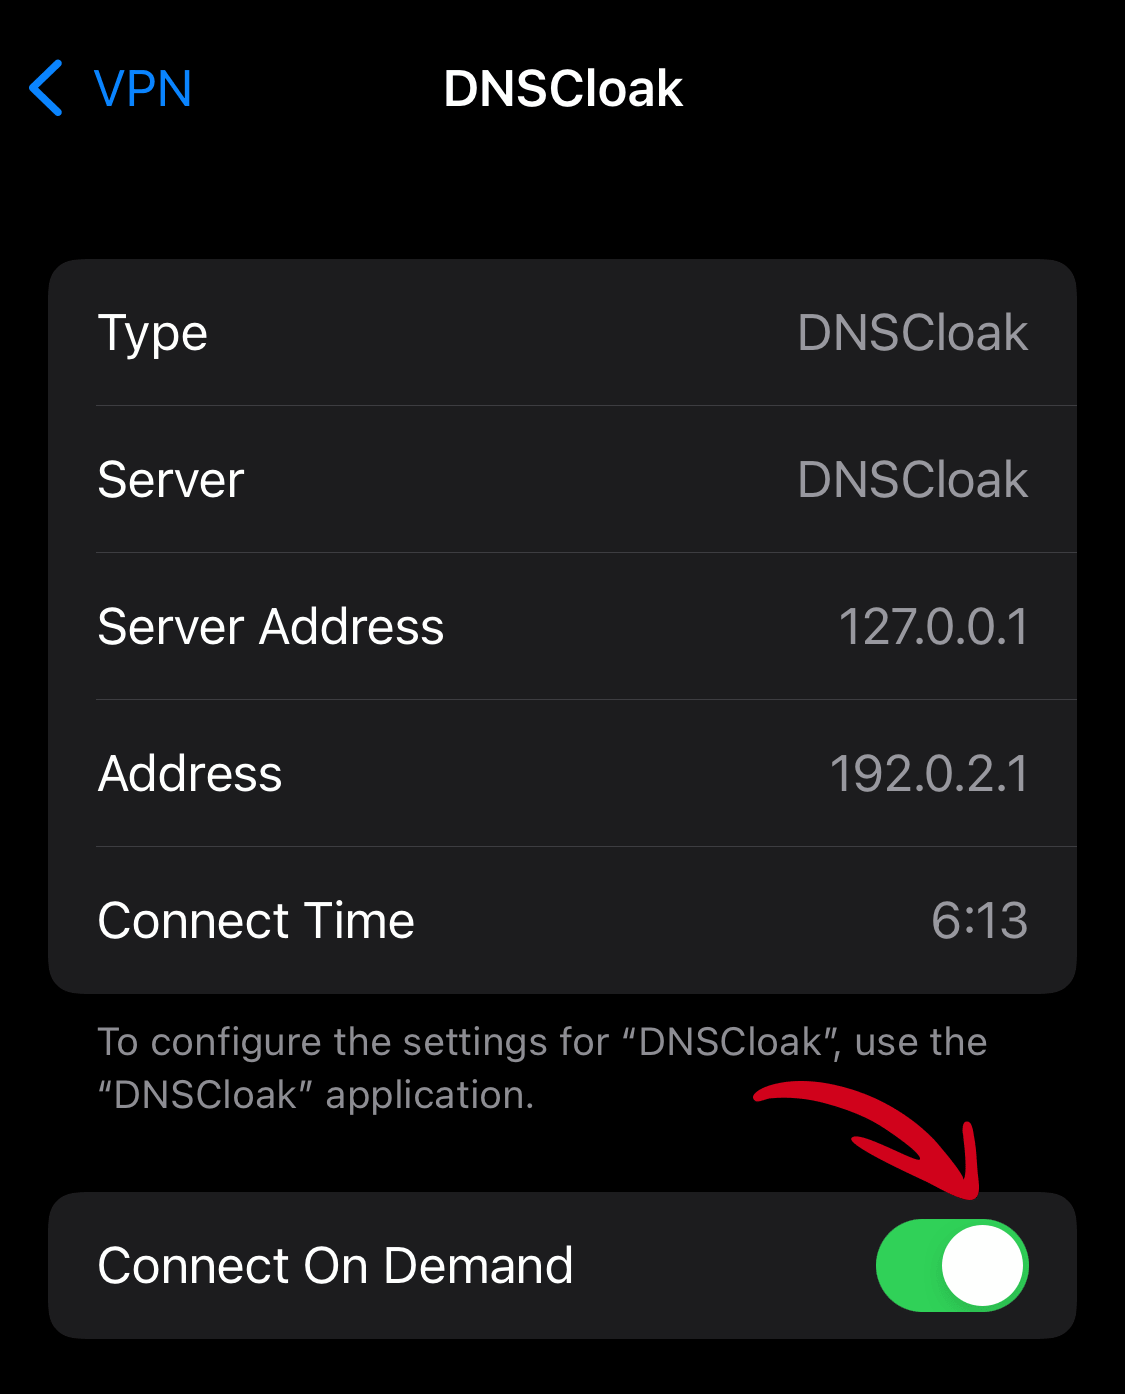 VPN
DNSCloak
Type DNSCloak
Server DNSCloak
Server Address 127.0.0.1
Address 192.0.2.1
Connect Time 6:13
To configure the settings for “DNSCloak”, use the
“DNSCloak” application.
Connect On Demand